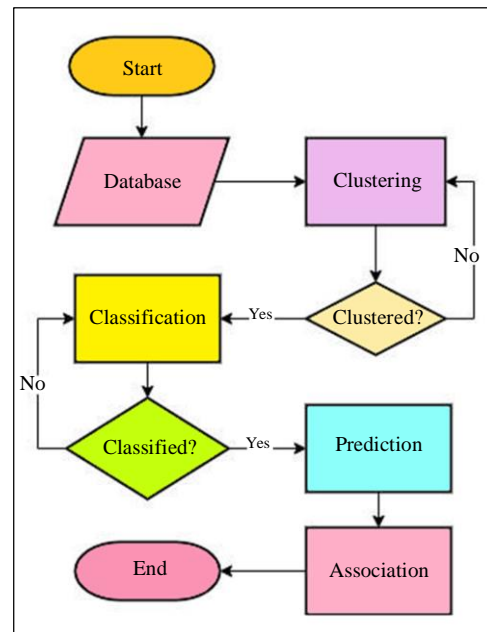 Start
Database
Clustering
No
Clustered?
Yes
Classification
No
Classified?
Yes
Prediction
Association
End